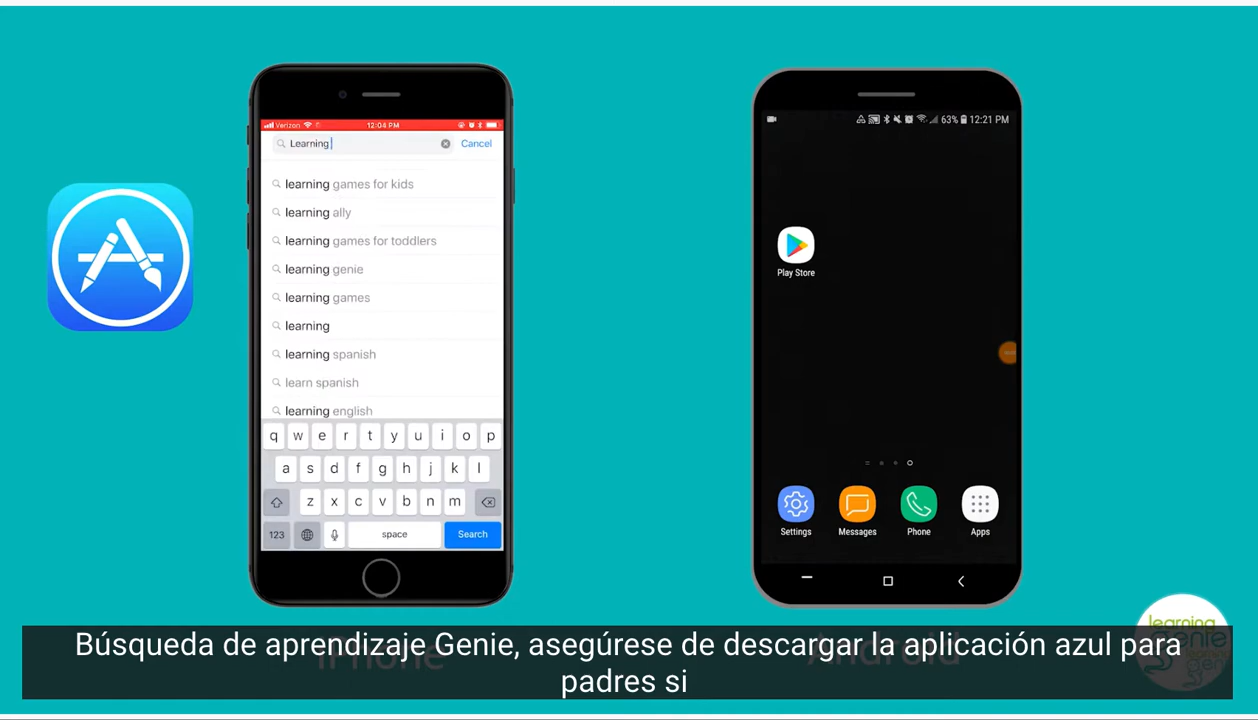 Verizon
12:04 PM
Learning
Cancel
learning games for kids
learning ally
learning games for toddlers
learning genie
learning games
learning
learning spanish
learn spanish
learning english
q w e r t y u i o p
a s d f g h j k l
z x c v b n m
123
space
Search
63% 12:21 PM
Play Store
Settings
Messages
Phone
Apps
iPhone
Android
learning
genie
Búsqueda de aprendizaje Genie, asegúrese de descargar la aplicación azul para
padres si